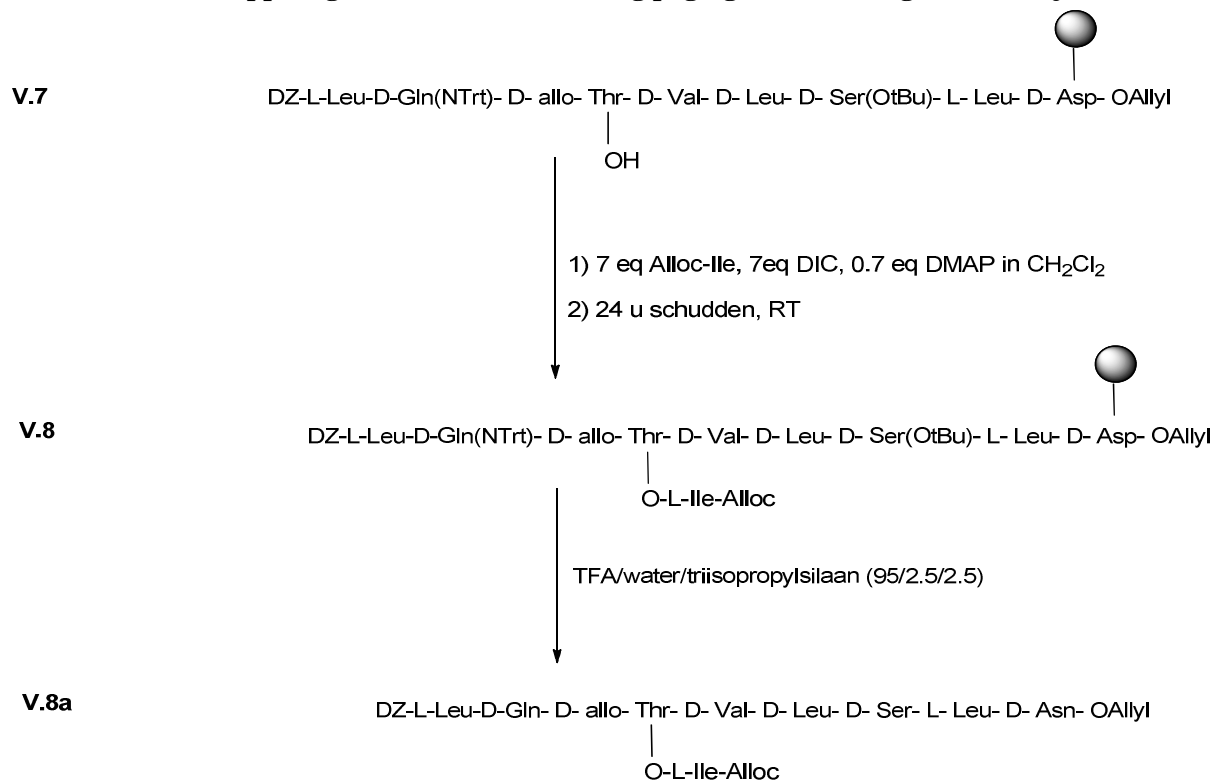 V.7 DZ-L-Leu-D-Gln(NTrt)- D- allo- Thr- D- Val- D- Leu- D- Ser(OtBu)- L- Leu- D- Asp- OAllyl
OH
1) 7 eq Alloc-Ile, 7eq DIC, 0.7 eq DMAP in CH₂Cl₂
2) 24 u schudden, RT
V.8 DZ-L-Leu-D-Gln(NTrt)- D- allo- Thr- D- Val- D- Leu- D- Ser(OtBu)- L- Leu- D- Asp- OAllyl
O-L-Ile-Alloc
TFA/water/triisopropylsilaan (95/2.5/2.5)
V.8a DZ-L-Leu-D-Gln- D- allo- Thr- D- Val- D- Leu- D- Ser- L- Leu- D- Asn- OAllyl
O-L-Ile-Alloc